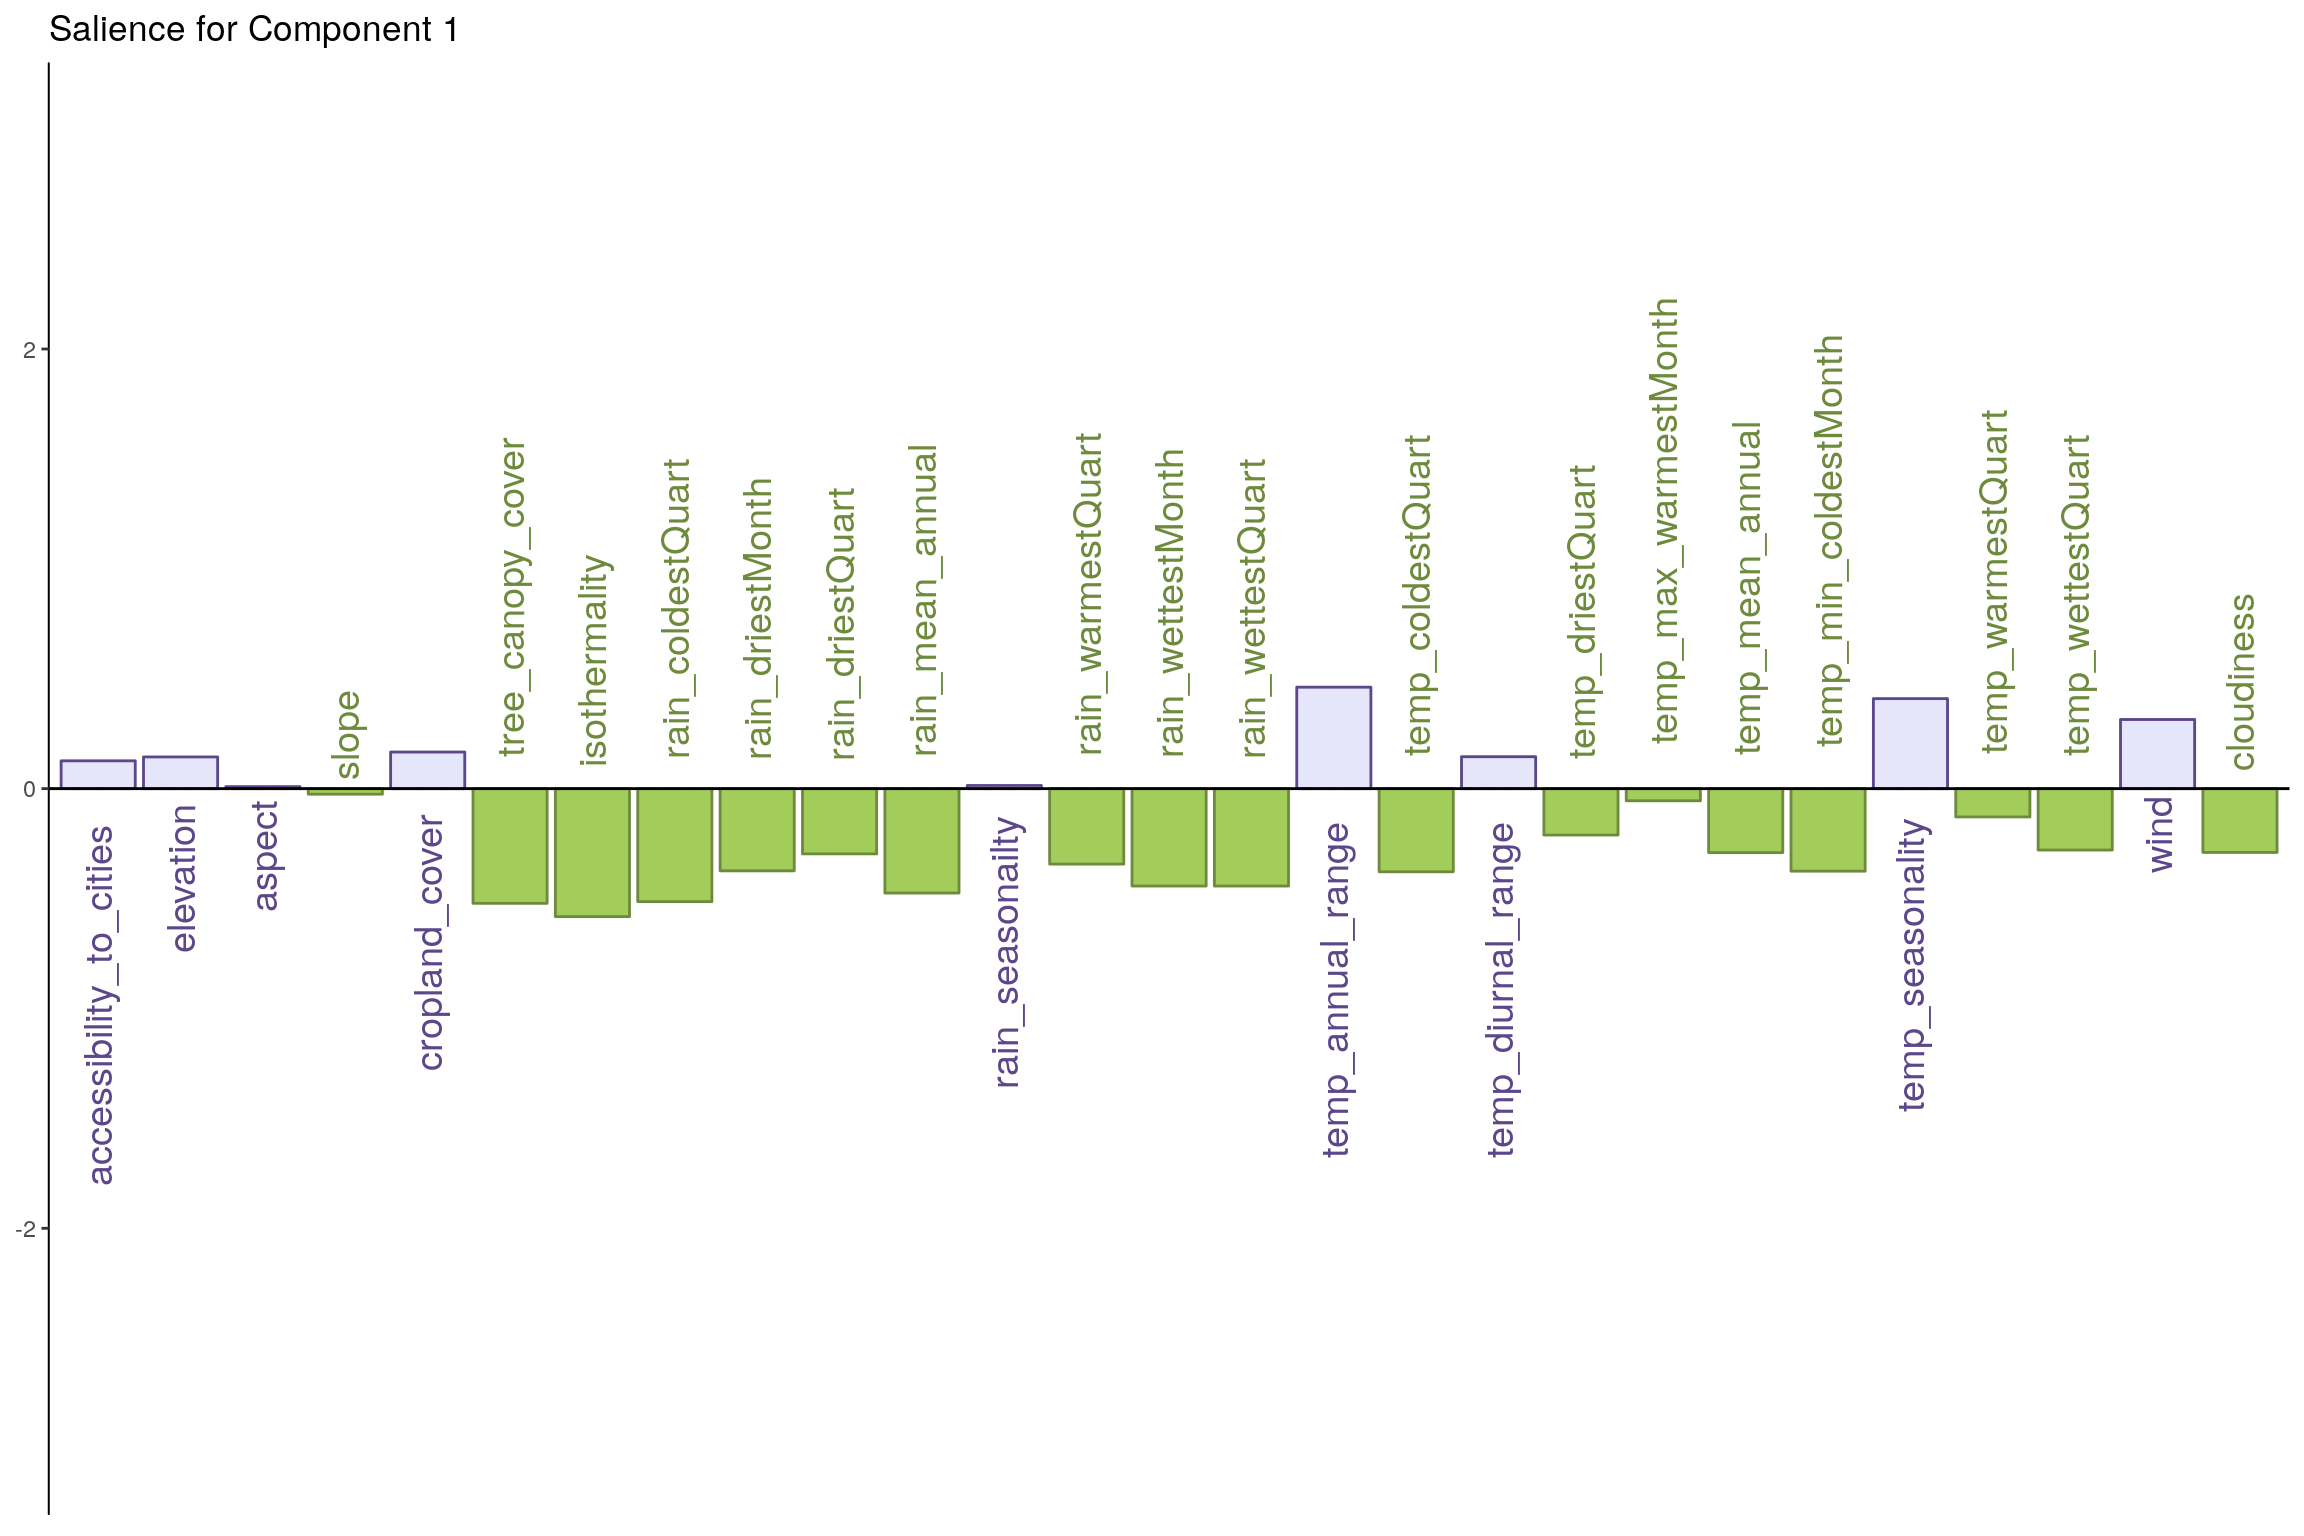 Salience for Component 1
2
0
-2
accessibility_to_cities
elevation
aspect
slope
cropland_cover
tree_canopy_cover
isothermality
rain_coldestQuart
rain_driestMonth
rain_driestQuart
rain_mean_annual
rain_seasonailty
rain_warmestQuart
rain_wettestMonth
rain_wettestQuart
temp_annual_range
temp_coldestQuart
temp_diurnal_range
temp_driestQuart
temp_max_warmestMonth
temp_mean_annual
temp_min_coldestMonth
temp_seasonality
temp_warmestQuart
temp_wettestQuart
wind
cloudiness